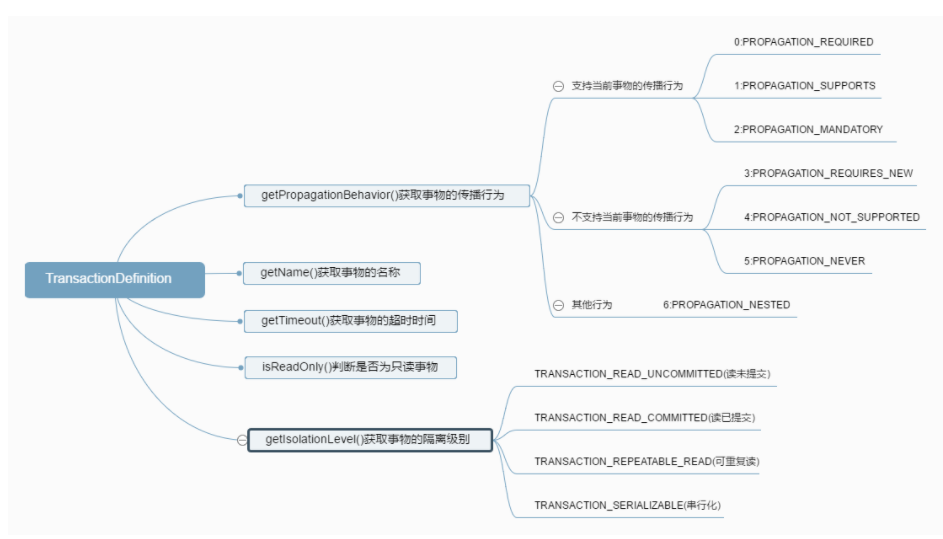 TransactionDefinition
getPropagationBehavior()获取事物的传播行为
支持当前事物的传播行为
0:PROPAGATION_REQUIRED
1:PROPAGATION_SUPPORTS
2:PROPAGATION_MANDATORY
不支持当前事物的传播行为
3:PROPAGATION_REQUIRES_NEW
4:PROPAGATION_NOT_SUPPORTED
5:PROPAGATION_NEVER
其他行为
6:PROPAGATION_NESTED
getName()获取事物的名称
getTimeout()获取事物的超时时间
isReadOnly()判断是否为只读事物
getIsolationLevel()获取事物的隔离级别
TRANSACTION_READ_UNCOMMITTED(读未提交)
TRANSACTION_READ_COMMITTED(读已提交)
TRANSACTION_REPEATABLE_READ(可重复读)
TRANSACTION_SERIALIZABLE(串行化)